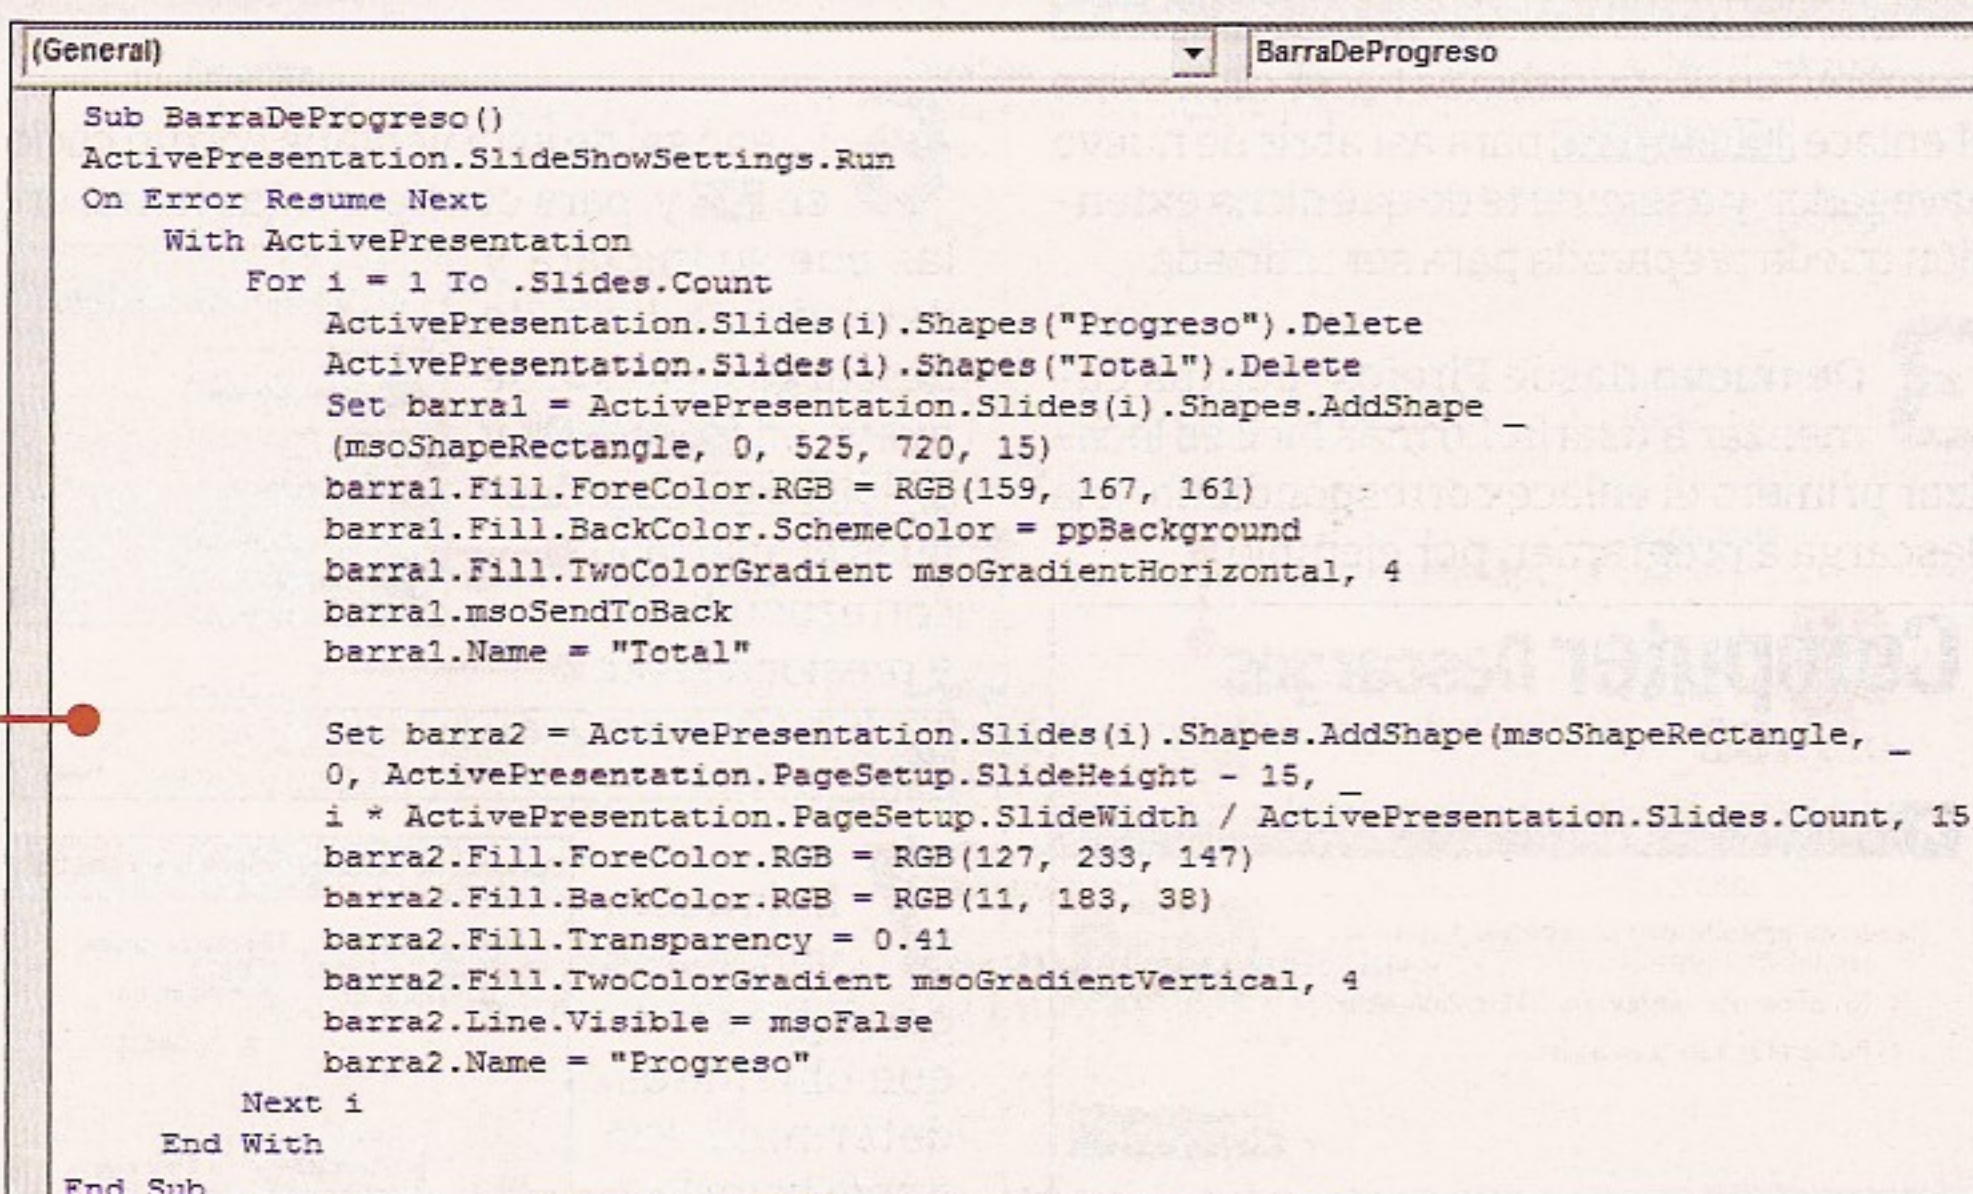 (General) BarraDeProgreso
Sub BarraDeProgreso()
ActivePresentation.SlideShowSettings.Run
On Error Resume Next
With ActivePresentation
For i = 1 To .Slides.Count
ActivePresentation.Slides(i).Shapes("Progreso").Delete
ActivePresentation.Slides(i).Shapes("Total").Delete
Set barra1 = ActivePresentation.Slides(i).Shapes.AddShape _
(msoShapeRectangle, 0, 525, 720, 15)
barra1.Fill.ForeColor.RGB = RGB(159, 167, 161)
barra1.Fill.BackColor.SchemeColor = ppBackground
barra1.Fill.TwoColorGradient msoGradientHorizontal, 4
barra1.msoSendToBack
barra1.Name = "Total"
Set barra2 = ActivePresentation.Slides(i).Shapes.AddShape(msoShapeRectangle, _
0, ActivePresentation.PageSetup.SlideHeight - 15, _
i * ActivePresentation.PageSetup.SlideWidth / ActivePresentation.Slides.Count, 15
barra2.Fill.ForeColor.RGB = RGB(127, 233, 147)
barra2.Fill.BackColor.RGB = RGB(11, 183, 38)
barra2.Fill.Transparency = 0.41
barra2.Fill.TwoColorGradient msoGradientVertical, 4
barra2.Line.Visible = msoFalse
barra2.Name = "Progreso"
Next i
End With
End Sub